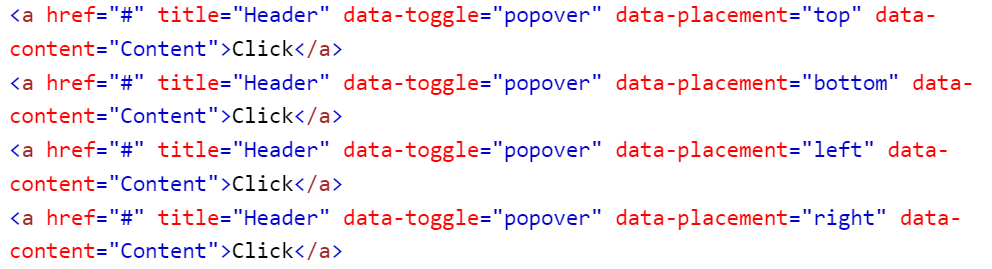 <a href="#" title="Header" data-toggle="popover" data-placement="top" data-
content="Content">Click</a>
<a href="#" title="Header" data-toggle="popover" data-placement="bottom" data-
content="Content">Click</a>
<a href="#" title="Header" data-toggle="popover" data-placement="left" data-
content="Content">Click</a>
<a href="#" title="Header" data-toggle="popover" data-placement="right" data-
content="Content">Click</a>